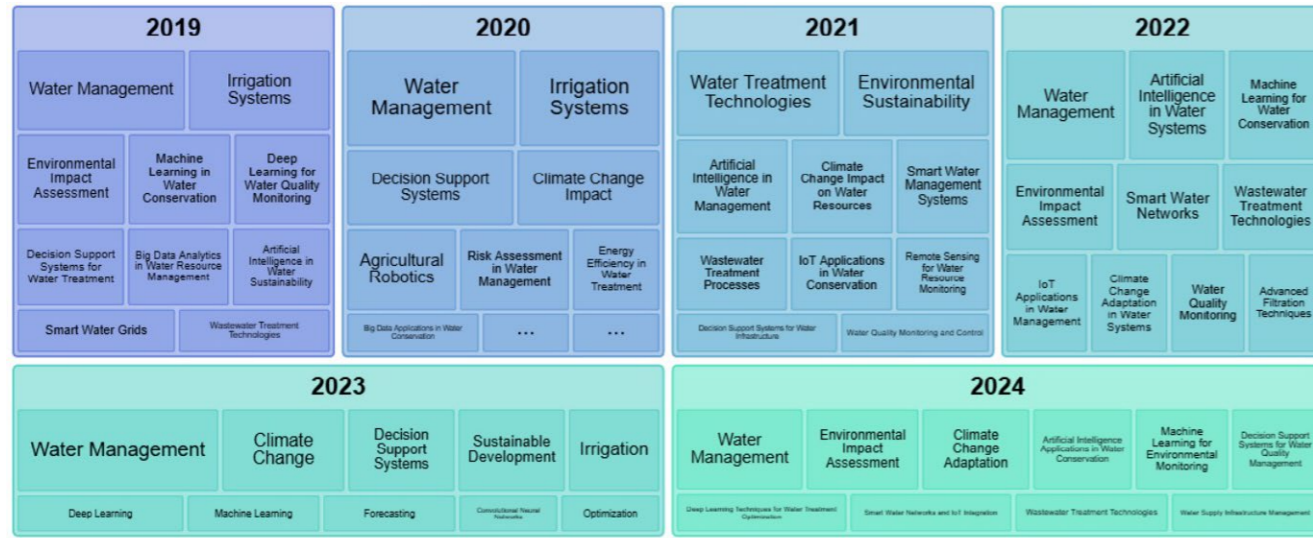 2019
Water Management
Irrigation
Systems
Environmental
Impact
Assessment
Machine
Learning in
Water
Conservation
Deep
Learning for
Water Quality
Monitoring
Decision Support
Systems for
Water Treatment
Big Data Analytics
in Water Resource
Management
Artificial
Intelligence in
Water
Sustainability
Smart Water Grids
Wastewater Treatment
Technologies
2020
Water
Management
Irrigation
Systems
Decision Support
Systems
Climate Change
Impact
Agricultural
Robotics
Risk Assessment
in Water
Management
Energy
Efficiency in
Water
Treatment
Big Data Applications in Water
Conservation
...
...
2021
Water Treatment
Technologies
Environmental
Sustainability
Artificial
Intelligence in
Water
Management
Climate
Change Impact
on Water
Resources
Smart Water
Management
Systems
Wastewater
Treatment
Processes
IoT Applications
in Water
Conservation
Remote Sensing
for Water
Resource
Monitoring
Decision Support Systems for Water
Infrastructure
Water Quality Monitoring and Control
2022
Water
Management
Artificial
Intelligence
in Water
Systems
Machine
Learning for
Water
Conservation
Environmental
Impact
Assessment
Smart Water
Networks
Wastewater
Treatment
Technologies
IoT
Applications
in Water
Management
Climate
Change
Adaptation
in Water
Systems
Water
Quality
Monitoring
Advanced
Filtration
Techniques
2023
Water Management
Climate
Change
Decision
Support
Systems
Sustainable
Development
Irrigation
Deep Learning
Machine Learning
Forecasting
Convolutional Neural
Networks
Optimization
2024
Water
Management
Environmental
Impact
Assessment
Climate
Change
Adaptation
Artificial Intelligence
Applications in Water
Conservation
Machine
Learning for
Environmental
Monitoring
Decision Support
Systems for Water
Quality
Management
Deep Learning Techniques for Water Treatment
Optimization
Smart Water Networks and IoT Integration
Wastewater Treatment Technologies
Water Supply Infrastructure Management